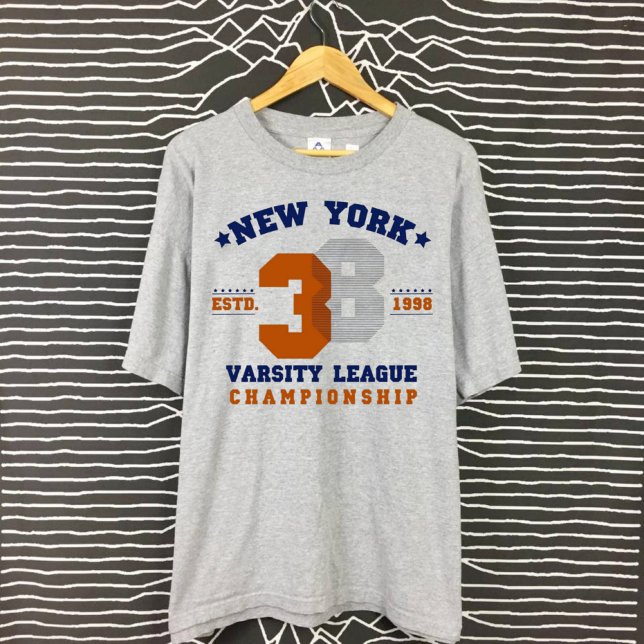 NEW YORK
ESTD. 38 1998
VARSITY LEAGUE
CHAMPIONSHIP